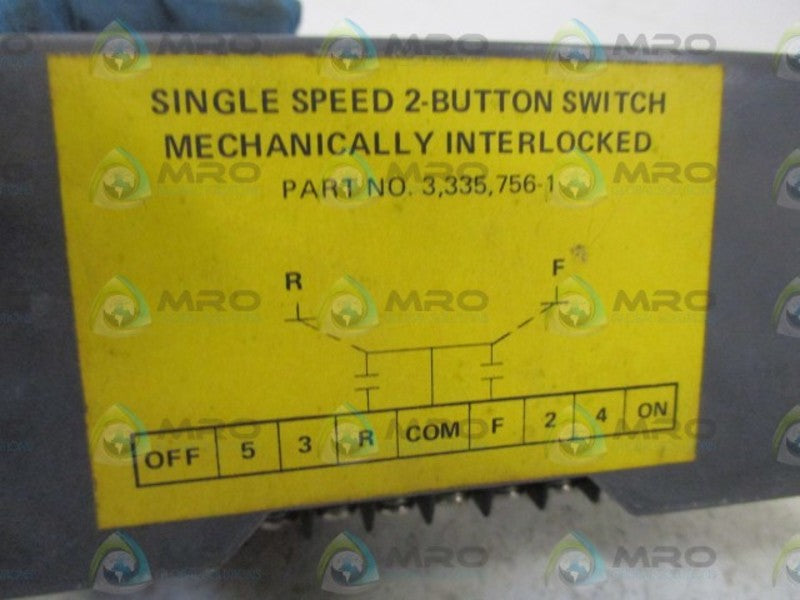 SINGLE SPEED 2-BUTTON SWITCH
MECHANICALLY INTERLOCKED
PART NO. 3,335,756-1
R F
OFF 5 3 R COM F 2 4 ON
MRO